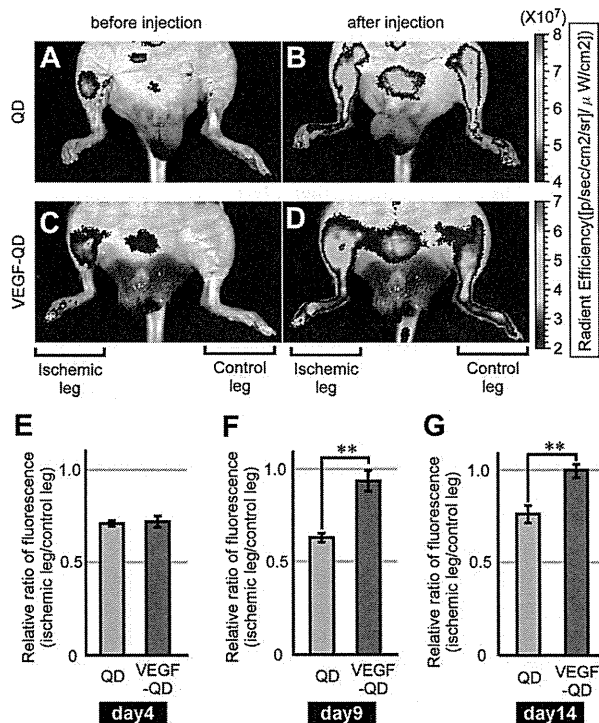 before injection
after injection
(X10⁷)
A
B
QD
8
7
6
5
4
C
D
VEGF-QD
7
6
5
4
3
2
Radient Efficiency([p/sec/cm2/sr]/ μ W/cm2])
Ischemic
leg
Control
leg
Ischemic
leg
Control
leg
E
F
G
Relative ratio of fluorescence
(ischemic leg/control leg)
1.0
0.5
0
QD
VEGF
-QD
day4
Relative ratio of fluorescence
(ischemic leg/control leg)
**
1.0
0.5
0
QD
VEGF
-QD
day9
Relative ratio of fluorescence
(ischemic leg/control leg)
**
1.0
0.5
0
QD
VEGF
-QD
day14